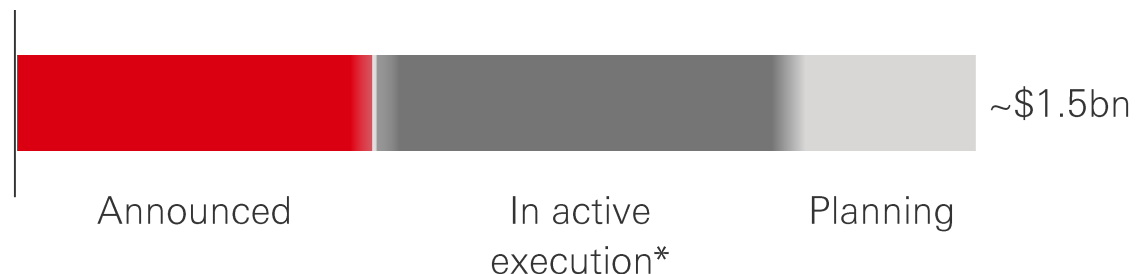 ~$1.5bn
Announced
In active
execution*
Planning